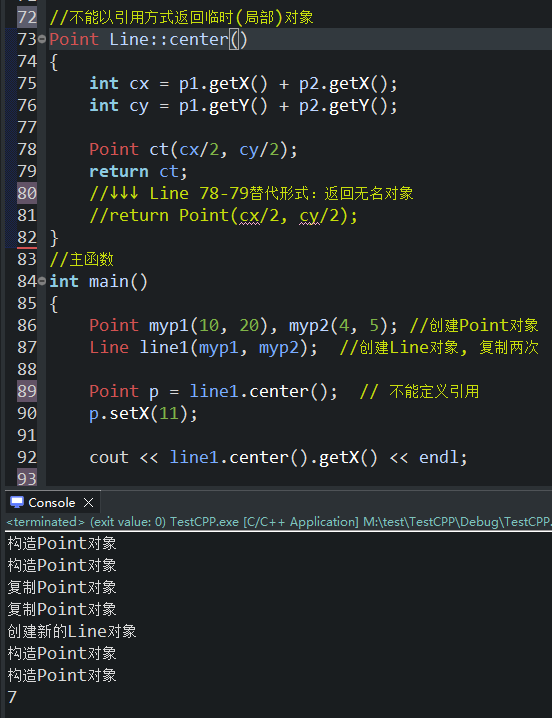 72 //不能以引用方式返回临时(局部)对象
73 Point Line::center()
74 {
75 int cx = p1.getX() + p2.getX();
76 int cy = p1.getY() + p2.getY();
77
78 Point ct(cx/2, cy/2);
79 return ct;
80 //↓↓↓ Line 78-79替代形式：返回无名对象
81 //return Point(cx/2, cy/2);
82 }
83 //主函数
84 int main()
85 {
86 Point myp1(10, 20), myp2(4, 5); //创建Point对象
87 Line line1(myp1, myp2); //创建Line对象, 复制两次
88
89 Point p = line1.center(); // 不能定义引用
90 p.setX(11);
91
92 cout << line1.center().getX() << endl;
93
Console
<terminated> (exit value: 0) TestCPP.exe [C/C++ Application] M:\test\TestCPP\Debug\TestCPP.
构造Point对象
构造Point对象
复制Point对象
复制Point对象
创建新的Line对象
构造Point对象
构造Point对象
7